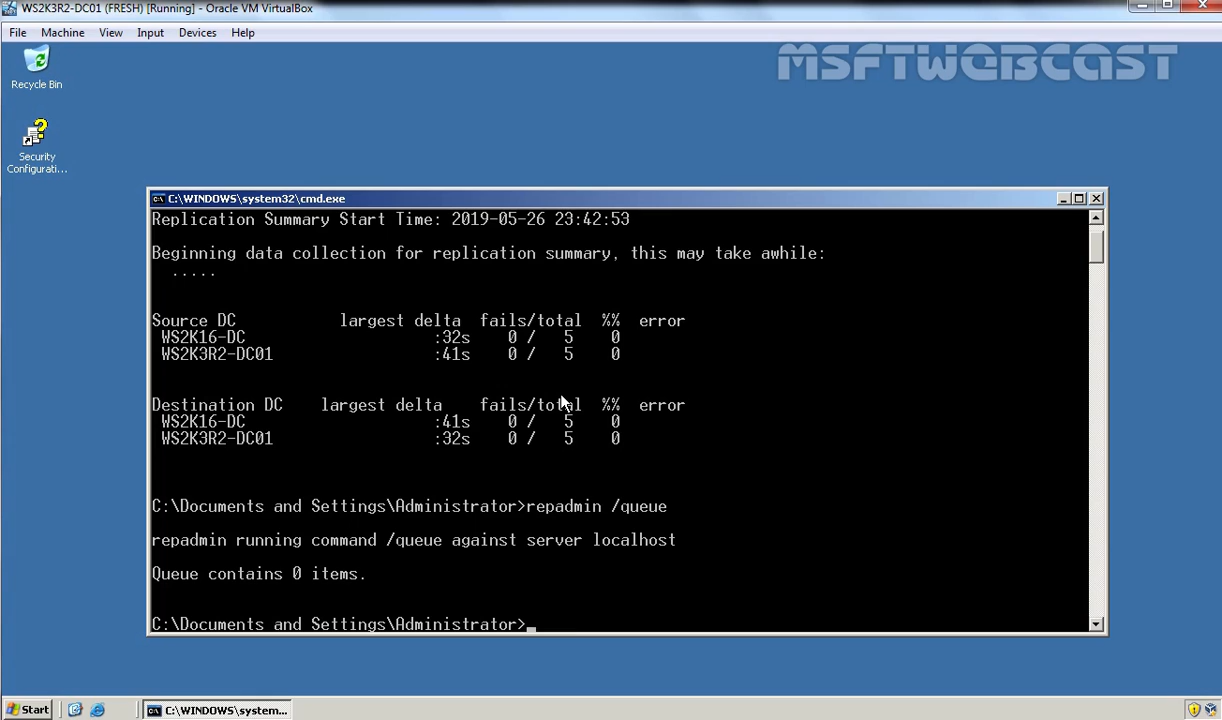 WS2K3R2-DC01 (FRESH) [Running] - Oracle VM VirtualBox
File Machine View Input Devices Help
MSFTWEBCAST
Recycle Bin
Security
Configurati...
C:\WINDOWS\system32\cmd.exe
Replication Summary Start Time: 2019-05-26 23:42:53
Beginning data collection for replication summary, this may take awhile:
.....
Source DC largest delta fails/total %% error
WS2K16-DC :32s 0 / 5 0
WS2K3R2-DC01 :41s 0 / 5 0
Destination DC largest delta fails/total %% error
WS2K16-DC :41s 0 / 5 0
WS2K3R2-DC01 :32s 0 / 5 0
C:\Documents and Settings\Administrator>repadmin /queue
repadmin running command /queue against server localhost
Queue contains 0 items.
C:\Documents and Settings\Administrator>_
Start C:\WINDOWS\system...